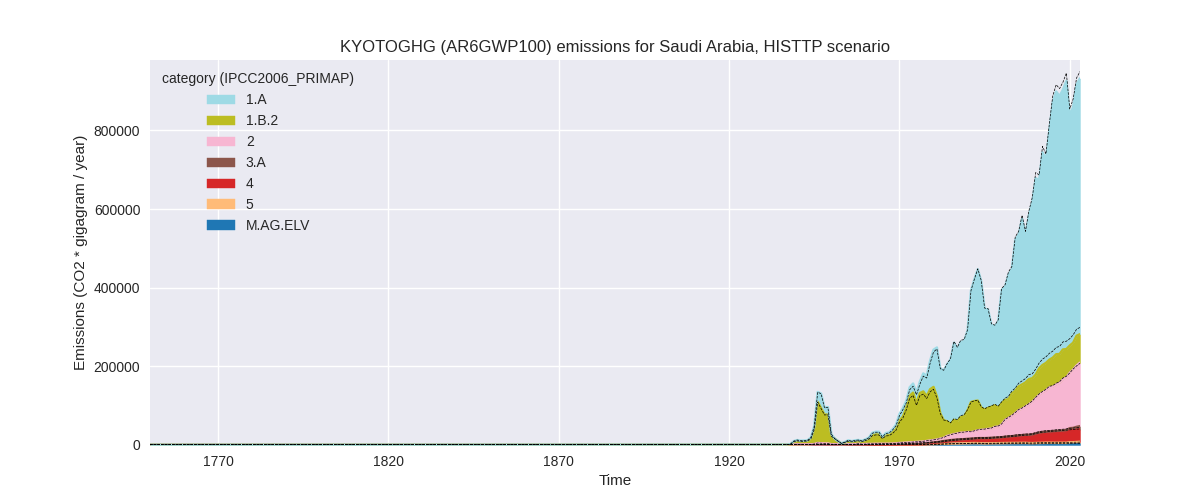 KYOTOGHG (AR6GWP100) emissions for Saudi Arabia, HISTTP scenario
category (IPCC2006_PRIMAP)
1.A
1.B.2
2
3.A
4
5
M.AG.ELV
Emissions (CO2 * gigagram / year)
800000
600000
400000
200000
0
1770
1820
1870
1920
1970
2020
Time